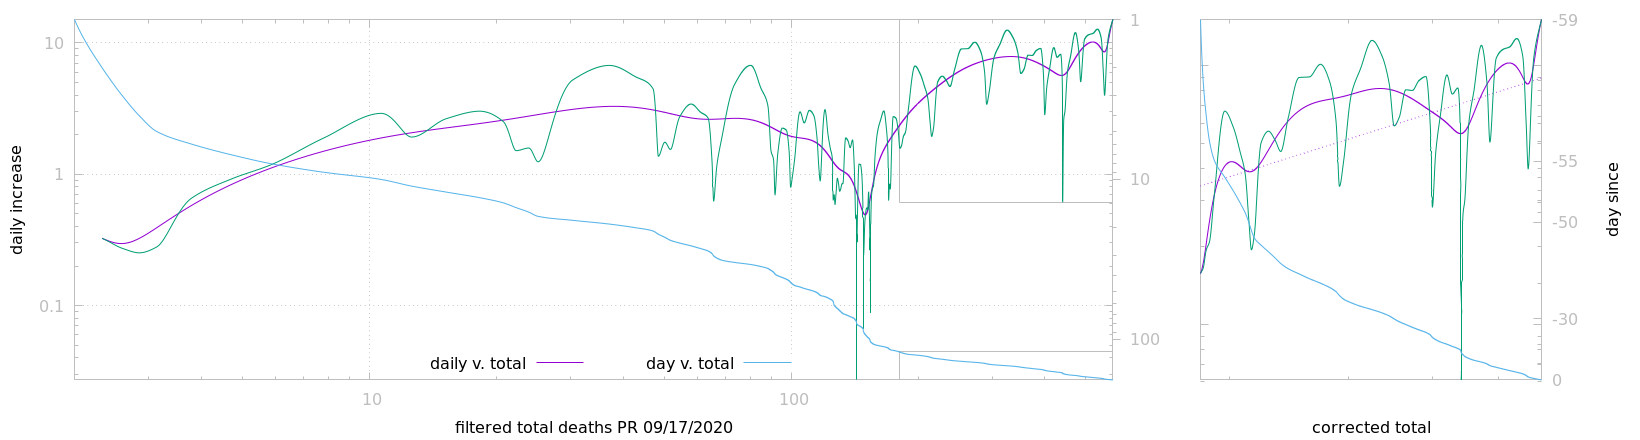 10
1
0.1
daily increase
daily v. total
day v. total
10
100
filtered total deaths PR 09/17/2020
1
10
100
-59
-55
-50
-30
0
day since
corrected total